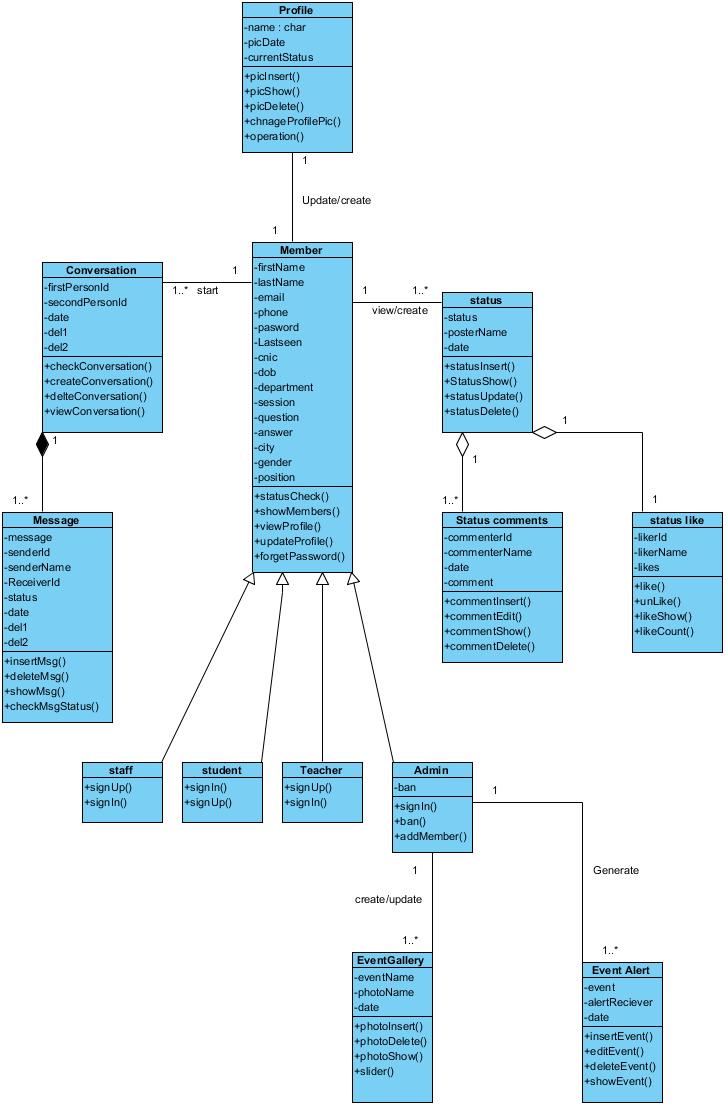 Profile
-name : char
-picDate
-currentStatus
+picInsert()
+picShow()
+picDelete()
+chnageProfilePic()
+operation()
1
Update/create
1
Member
-firstName
-lastName
-email
-phone
-pasword
-Lastseen
-cnic
-dob
-department
-session
-question
-answer
-city
-gender
-position
+statusCheck()
+showMembers()
+viewProfile()
+updateProfile()
+forgetPassword()
1
1..* start
Conversation
-firstPersonId
-secondPersonId
-date
-del1
-del2
+checkConversation()
+createConversation()
+delteConversation()
+viewConversation()
1
1..*
Message
-message
-senderId
-senderName
-ReceiverId
-status
-date
-del1
-del2
+insertMsg()
+deleteMsg()
+showMsg()
+checkMsgStatus()
1 1..*
view/create
status
-status
-posterName
-date
+statusInsert()
+StatusShow()
+statusUpdate()
+statusDelete()
1
1
1..*
1
Status comments
-commenterId
-commenterName
-date
-comment
+commentInsert()
+commentEdit()
+commentShow()
+commentDelete()
status like
-likerId
-likerName
-likes
+like()
+unLike()
+likeShow()
+likeCount()
staff
+signUp()
+signIn()
student
+signIn()
+signUp()
Teacher
+signUp()
+signIn()
Admin
-ban
+signIn()
+ban()
+addMember()
1
1
create/update
1..*
Generate
1..*
EventGallery
-eventName
-photoName
-date
+photoInsert()
+photoDelete()
+photoShow()
+slider()
Event Alert
-event
-alertReciever
-date
+insertEvent()
+editEvent()
+deleteEvent()
+showEvent()